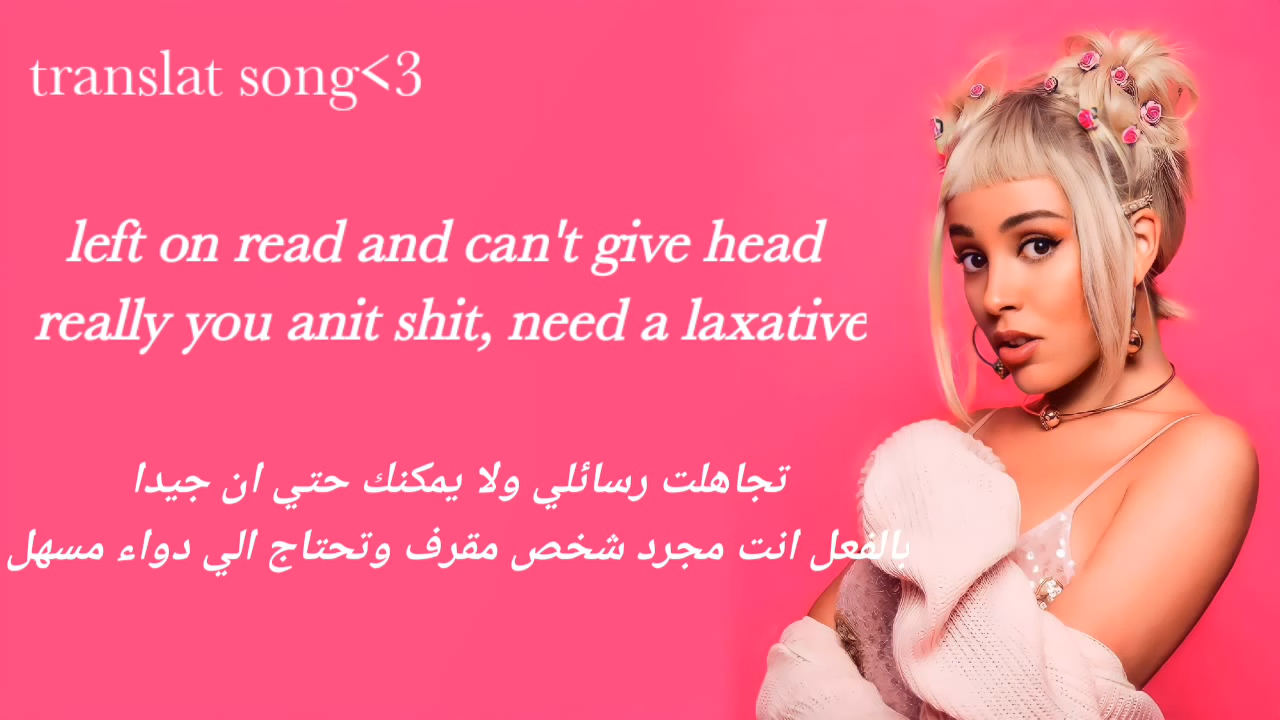 translat song<3
left on read and can't give head
really you anit shit, need a laxative
تجاهلت رسائلي ولا يمكنك حتي ان جيدا
بالفعل انت مجرد شخص مقرف وتحتاج الي دواء مسهل